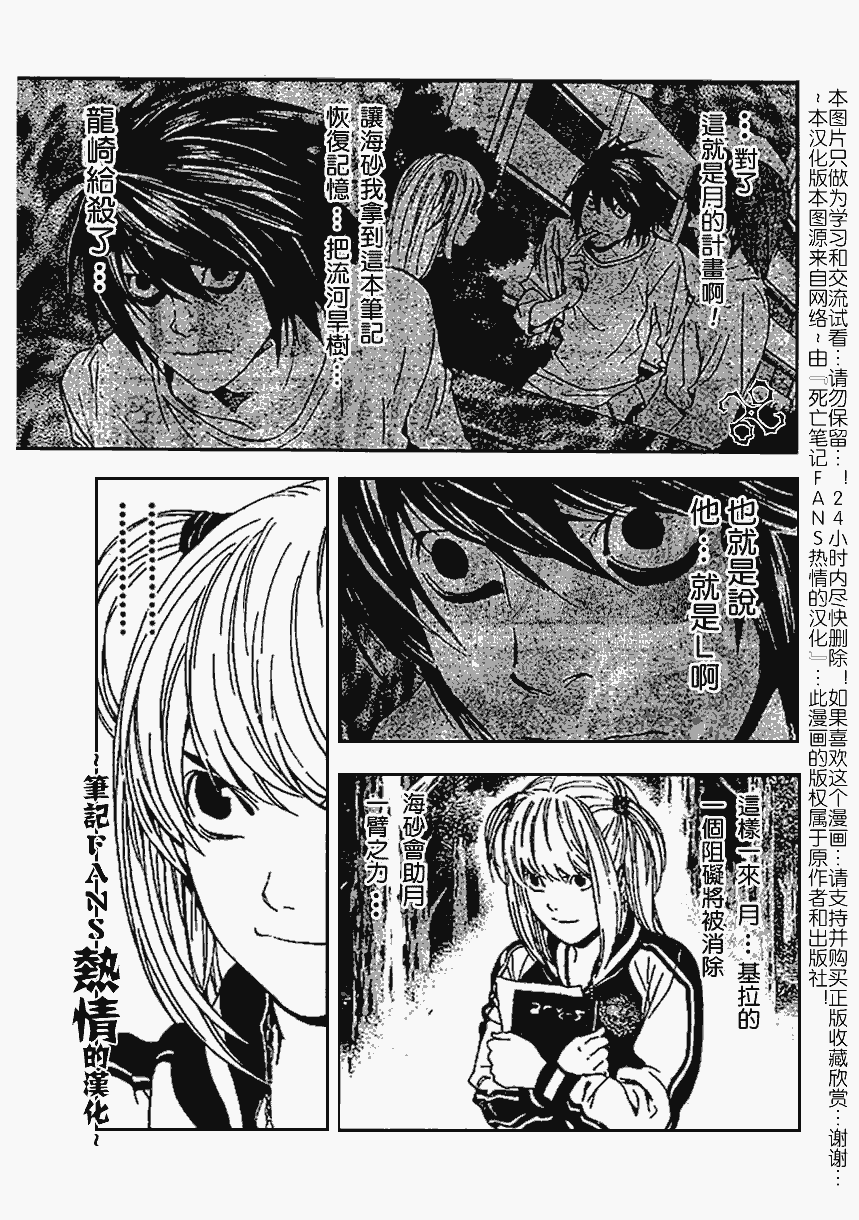 …對了
這就是月的計畫啊！
讓海砂我拿到這本筆記
恢復記憶…把流河旱樹…
龍崎給殺了…
也就是說
他…就是L啊
…………
…………
這樣一來，月…基拉的
一個阻礙將被消除
海砂會助月
一臂之力…
~筆記FANS熱情的漢化~
本图片只做为学习和交流试看…请勿保留…！24小时内尽快删除！如果喜欢这个漫画…请支持并购买正版收藏欣赏…谢谢…
~本汉化版本图源来自网络~由『死亡笔记FANS热情的汉化』…此漫画的版权属于原作者和出版社！